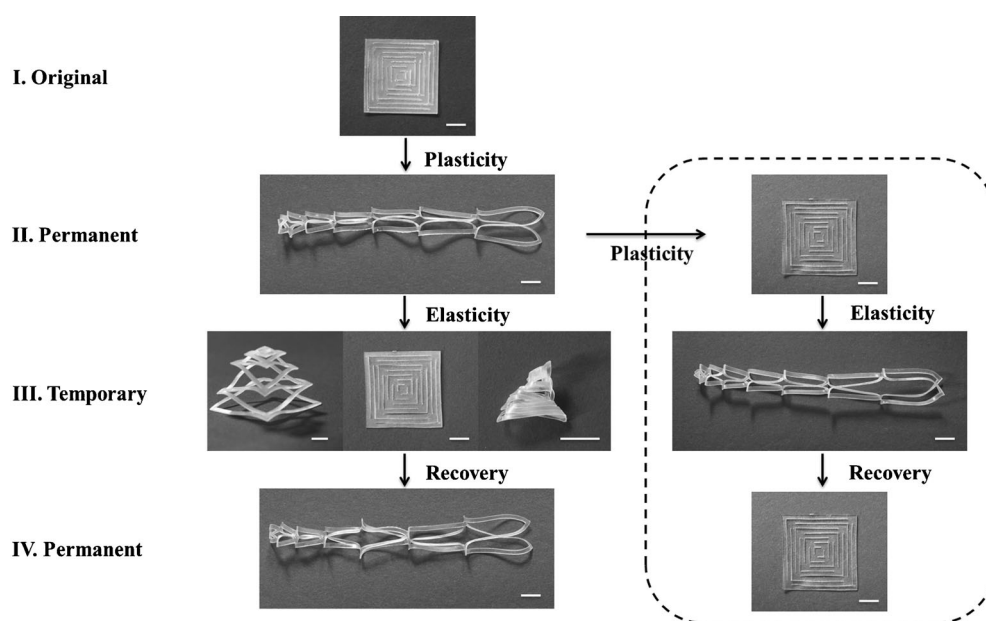 I. Original
Plasticity
II. Permanent
Plasticity
Elasticity
Elasticity
III. Temporary
Recovery
Recovery
IV. Permanent